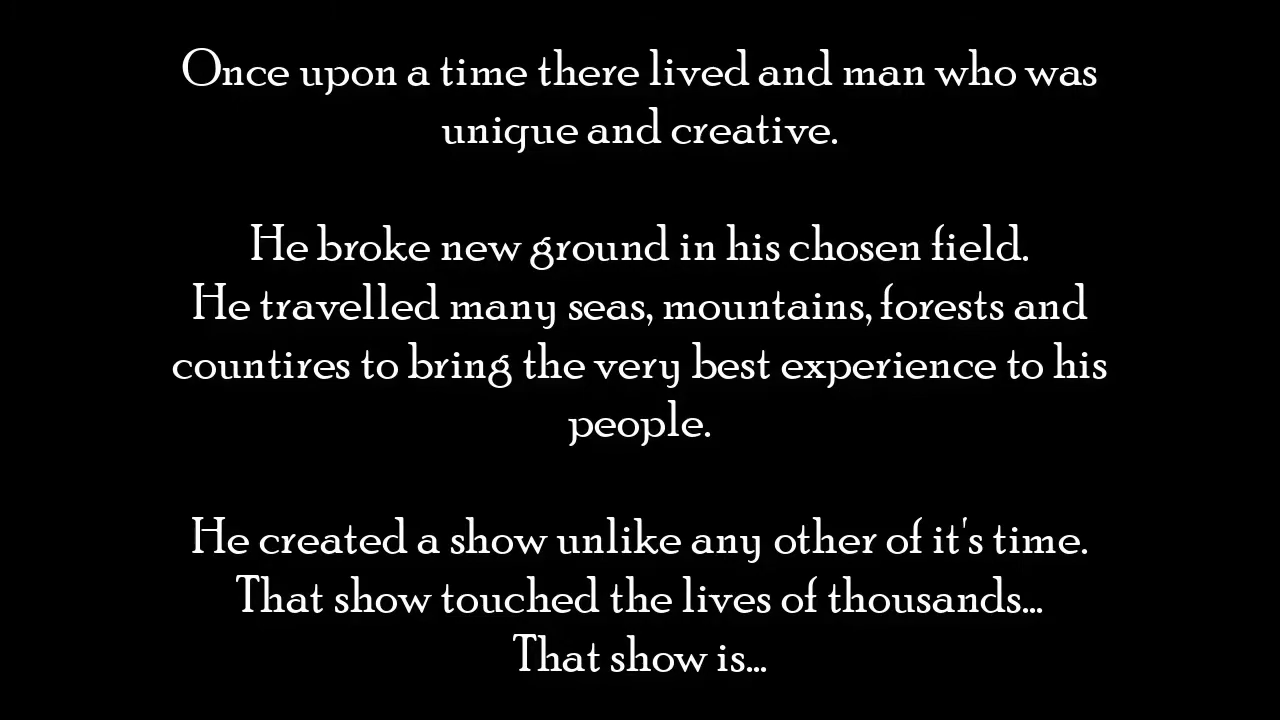 Once upon a time there lived and man who was
unique and creative.
He broke new ground in his chosen field.
He travelled many seas, mountains, forests and
countires to bring the very best experience to his
people.
He created a show unlike any other of it's time.
That show touched the lives of thousands...
That show is...